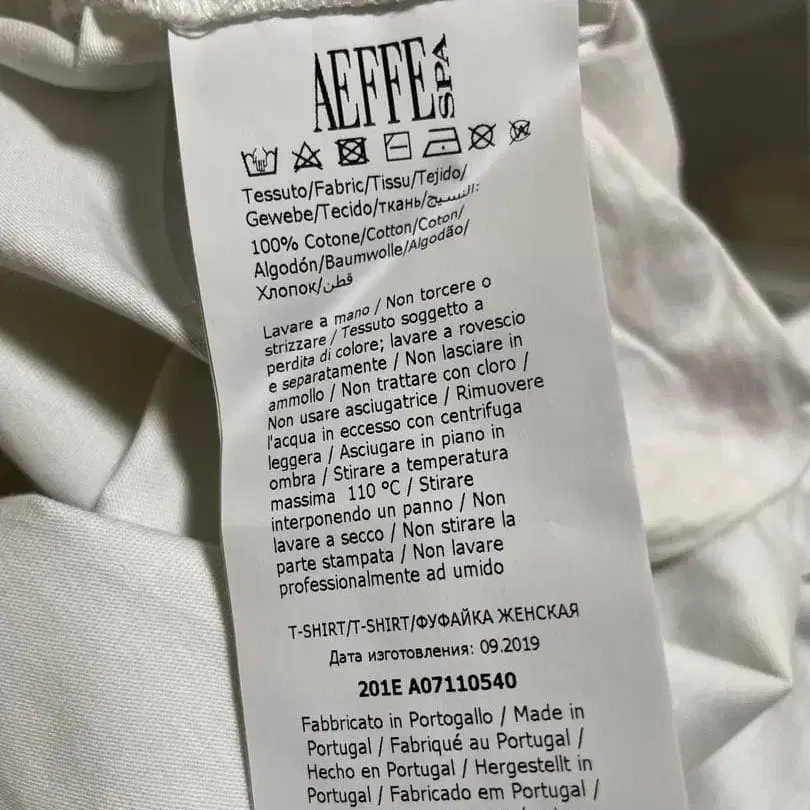 AEFFE SPA
Tessuto/Fabric/Tissu/Tejido/
Gewebe/Tecido/ткань/النسيج:
100% Cotone/Cotton/Coton/
Algodón/Baumwolle/Algodão/
Хлопок/قطن
Lavare a mano / Non torcere o
strizzare / Tessuto soggetto a
perdita di colore; lavare a rovescio
e separatamente / Non lasciare in
ammollo / Non trattare con cloro /
Non usare asciugatrice / Rimuovere
l'acqua in eccesso con centrifuga
leggera / Asciugare in piano in
ombra / Stirare a temperatura
massima 110 °C / Stirare
interponendo un panno / Non
lavare a secco / Non stirare la
parte stampata / Non lavare
professionalmente ad umido
T-SHIRT/T-SHIRT/ФУФАЙКА ЖЕНСКАЯ
Дата изготовления: 09.2019
201E A07110540
Fabbricato in Portogallo / Made in
Portugal / Fabriqué au Portugal /
Hecho en Portugal / Hergestellt in
Portugal / Fabricado em Portugal /